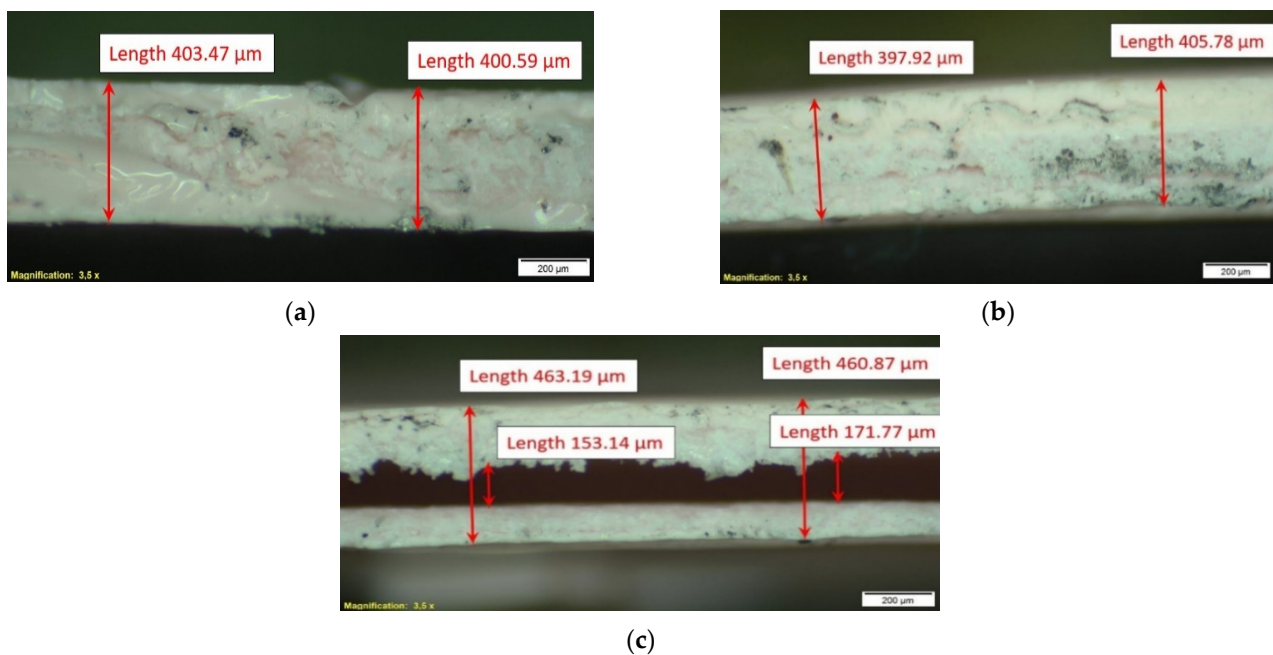 Length 403.47 µm
Length 400.59 µm
Magnification: 3,5 x
200 µm
(a)
Length 397.92 µm
Length 405.78 µm
Magnification: 3.5 x
200 µm
(b)
Length 463.19 µm
Length 460.87 µm
Length 153.14 µm
Length 171.77 µm
Magnification: 3,5 x
200 µm
(c)